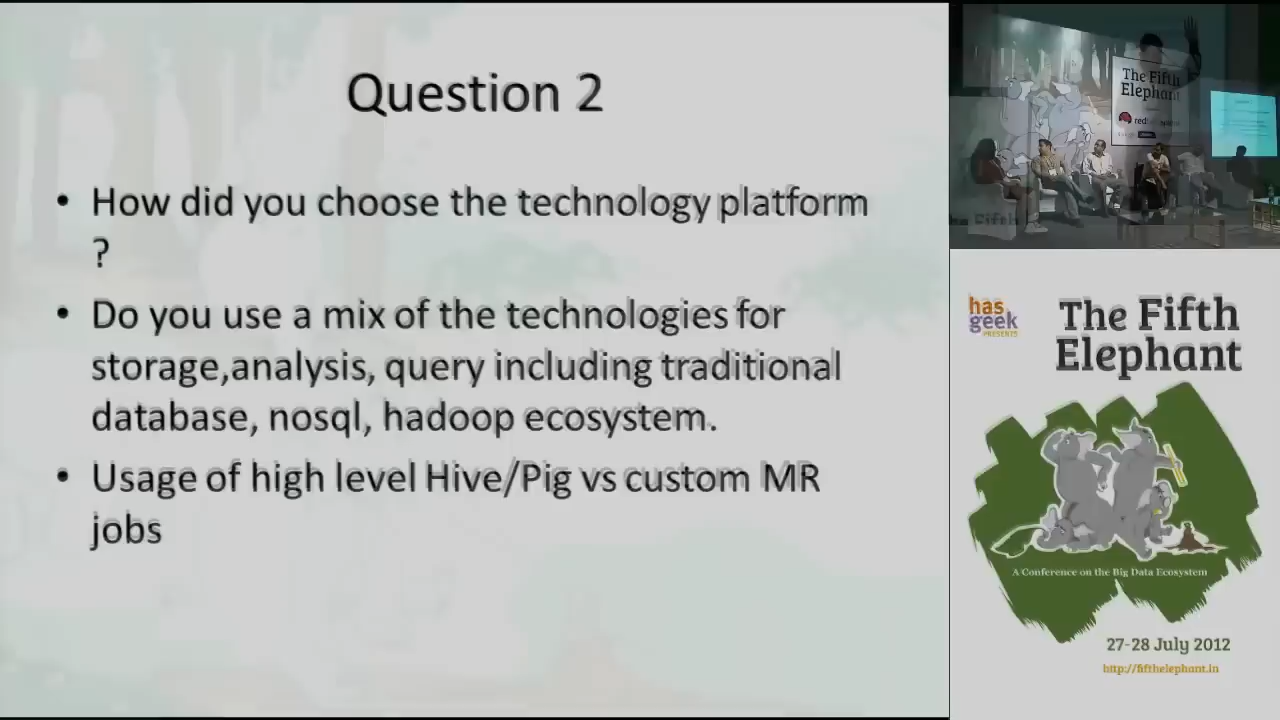 Question 2
• How did you choose the technology platform
?
• Do you use a mix of the technologies for
storage,analysis, query including traditional
database, nosql, hadoop ecosystem.
• Usage of high level Hive/Pig vs custom MR
jobs
The Fifth
Elephant
has
geek
PRESENTS
The Fifth
Elephant
A Conference on the Big Data Ecosystem
27-28 July 2012
http://fifthelephant.in